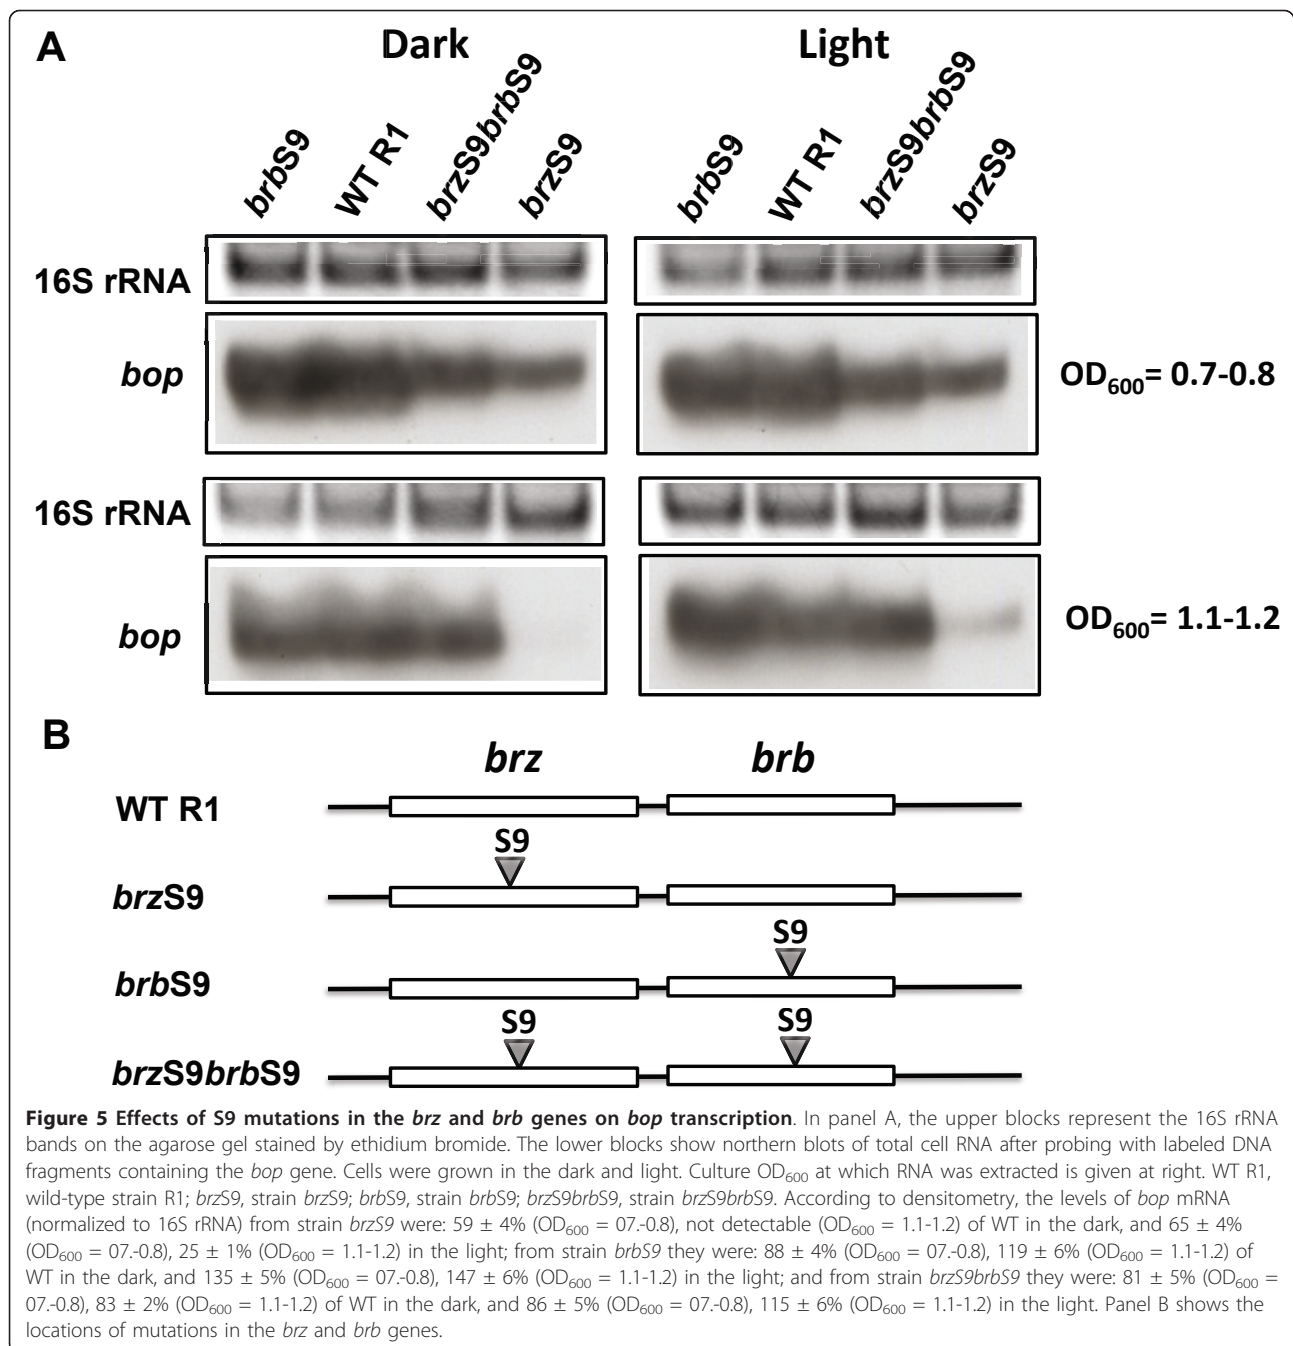 A
Dark
Light
brbS9
WT R1
brzS9brbS9
brzS9
brbS9
WT R1
brzS9brbS9
brzS9
16S rRNA
bop
OD600= 0.7-0.8
16S rRNA
bop
OD600= 1.1-1.2
B
brz
brb
WT R1
S9
brzS9
S9
brbS9
S9
S9
brzS9brbS9
Figure 5 Effects of S9 mutations in the brz and brb genes on bop transcription. In panel A, the upper blocks represent the 16S rRNA
bands on the agarose gel stained by ethidium bromide. The lower blocks show northern blots of total cell RNA after probing with labeled DNA
fragments containing the bop gene. Cells were grown in the dark and light. Culture OD600 at which RNA was extracted is given at right. WT R1,
wild-type strain R1; brzS9, strain brzS9; brbS9, strain brbS9; brzS9brbS9, strain brzS9brbS9. According to densitometry, the levels of bop mRNA
(normalized to 16S rRNA) from strain brzS9 were: 59 ± 4% (OD600 = 07.-0.8), not detectable (OD600 = 1.1-1.2) of WT in the dark, and 65 ± 4%
(OD600 = 07.-0.8), 25 ± 1% (OD600 = 1.1-1.2) in the light; from strain brbS9 they were: 88 ± 4% (OD600 = 07.-0.8), 119 ± 6% (OD600 = 1.1-1.2) of
WT in the dark, and 135 ± 5% (OD600 = 07.-0.8), 147 ± 6% (OD600 = 1.1-1.2) in the light; and from strain brzS9brbS9 they were: 81 ± 5% (OD600 =
07.-0.8), 83 ± 2% (OD600 = 1.1-1.2) of WT in the dark, and 86 ± 5% (OD600 = 07.-0.8), 115 ± 6% (OD600 = 1.1-1.2) in the light. Panel B shows the
locations of mutations in the brz and brb genes.